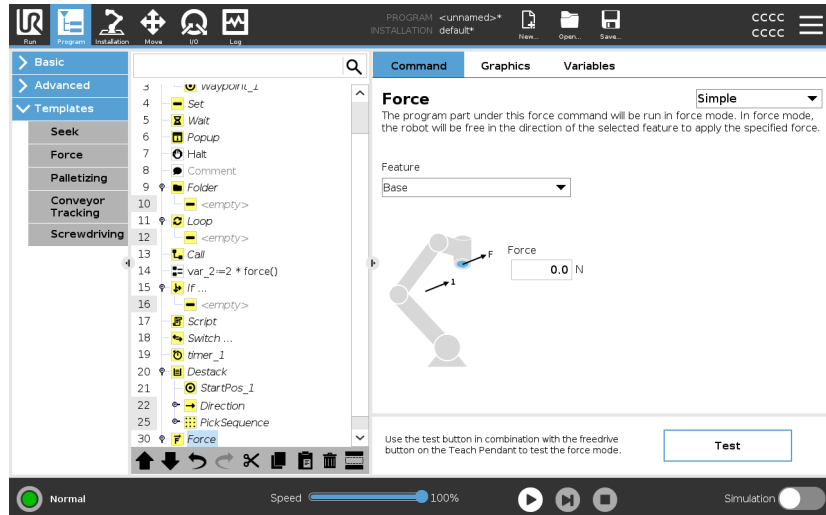 PROGRAM <unnamed>*
INSTALLATION default*
CCCC
CCCC
Run
Program
Installation
Move
I/O
Log
New...
Open...
Save...
Basic
Advanced
Templates
Seek
Force
Palletizing
Conveyor
Tracking
Screwdriving
3 Waypoint_1
4 Set
5 Wait
6 Popup
7 Halt
8 Comment
9 Folder
10 <empty>
11 Loop
12 <empty>
13 Call
14 var_2≔2 * force()
15 If ...
16 <empty>
17 Script
18 Switch ...
19 timer_1
20 Destack
21 StartPos_1
22 Direction
25 PickSequence
30 Force
Command
Graphics
Variables
Force
Simple
The program part under this force command will be run in force mode. In force mode,
the robot will be free in the direction of the selected feature to apply the specified force.
Feature
Base
F
1
Force
0.0 N
Use the test button in combination with the freedrive
button on the Teach Pendant to test the force mode.
Test
Normal
Speed
100%
Simulation